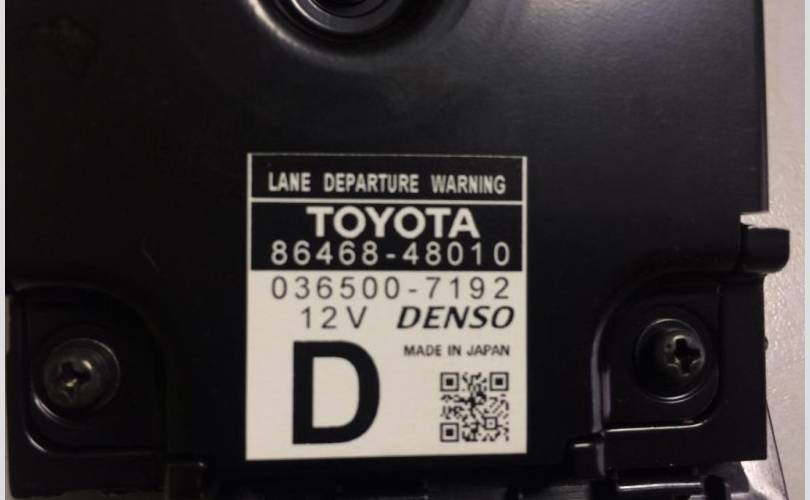 LANE DEPARTURE WARNING
TOYOTA
86468-48010
036500-7192
12V DENSO
D MADE IN JAPAN